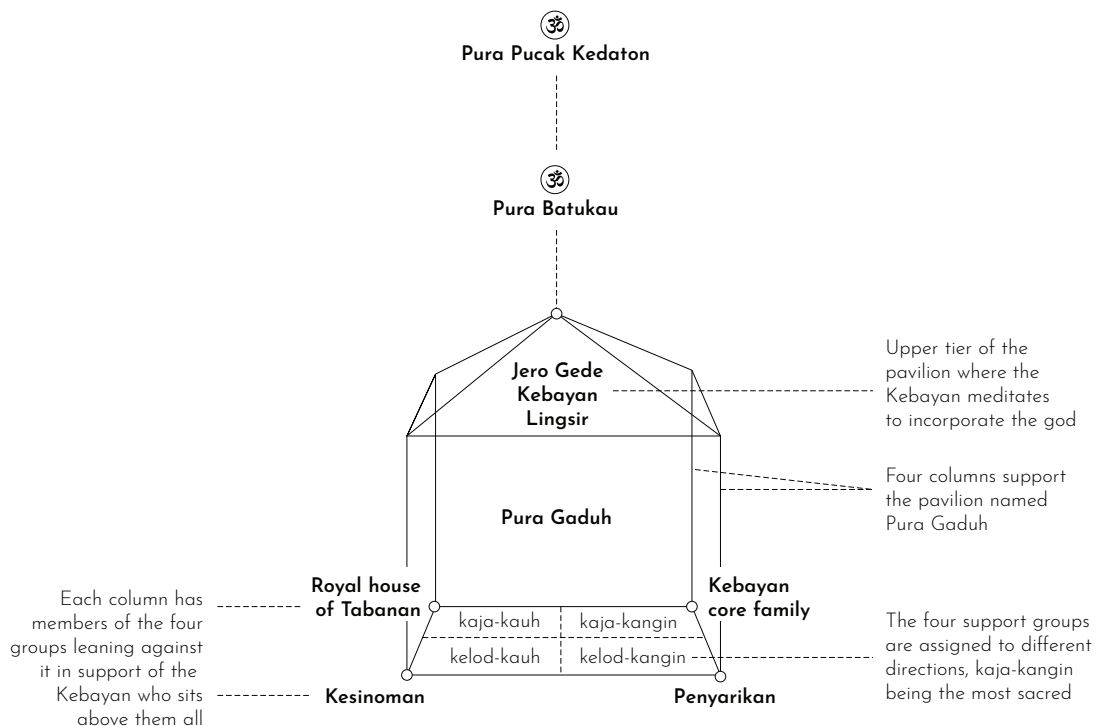 ॐ
Pura Pucak Kedaton
ॐ
Pura Batukau
Jero Gede
Kebayan
Lingsir
Upper tier of the
pavilion where the
Kebayan meditates
to incorporate the god
Four columns support
the pavilion named
Pura Gaduh
Pura Gaduh
Royal house
of Tabanan
Kebayan
core family
Each column has
members of the four
groups leaning against
it in support of the
Kebayan who sits
above them all
kaja-kauh
kaja-kangin
kelod-kauh
kelod-kangin
The four support groups
are assigned to different
directions, kaja-kangin
being the most sacred
Kesinoman
Penyarikan